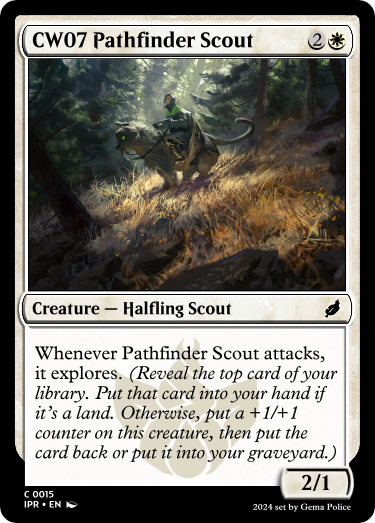 CW07 Pathfinder Scout 2
Creature — Halfling Scout
Whenever Pathfinder Scout attacks,
it explores. (Reveal the top card of your
library. Put that card into your hand if
it's a land. Otherwise, put a +1/+1
counter on this creature, then put the
card back or put it into your graveyard.)
2/1
C 0015
IPR • EN
2024 set by Gema Police